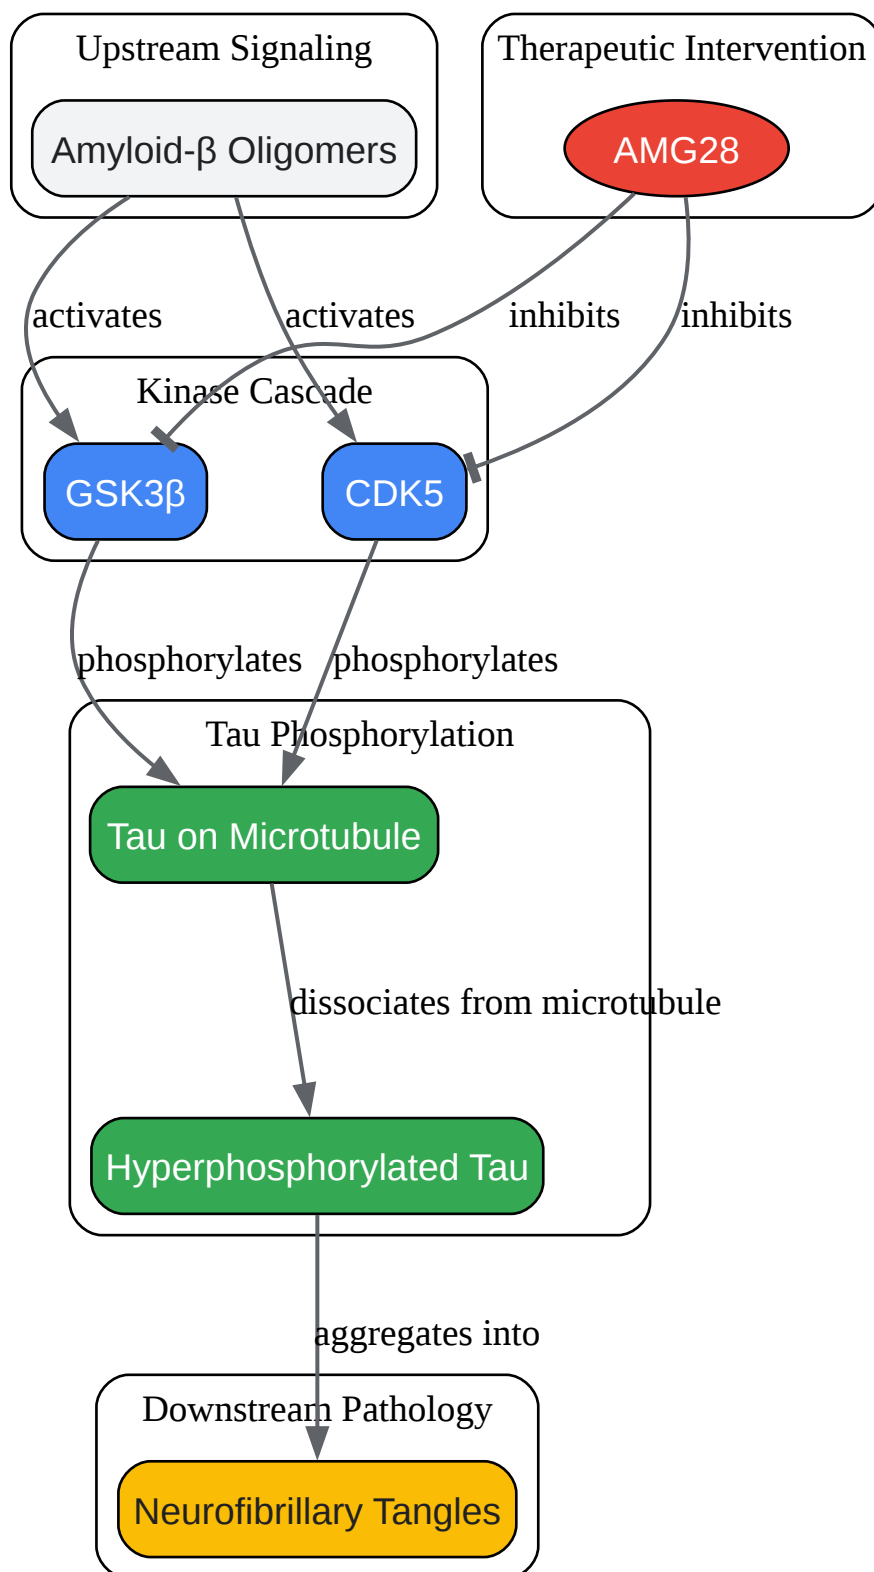 Upstream Signaling
Therapeutic Intervention
Amyloid-β Oligomers
AMG28
activates
activates
inhibits
inhibits
Kinase Cascade
GSK3β
CDK5
phosphorylates
phosphorylates
Tau Phosphorylation
Tau on Microtubule
dissociates from microtubule
Hyperphosphorylated Tau
aggregates into
Downstream Pathology
Neurofibrillary Tangles